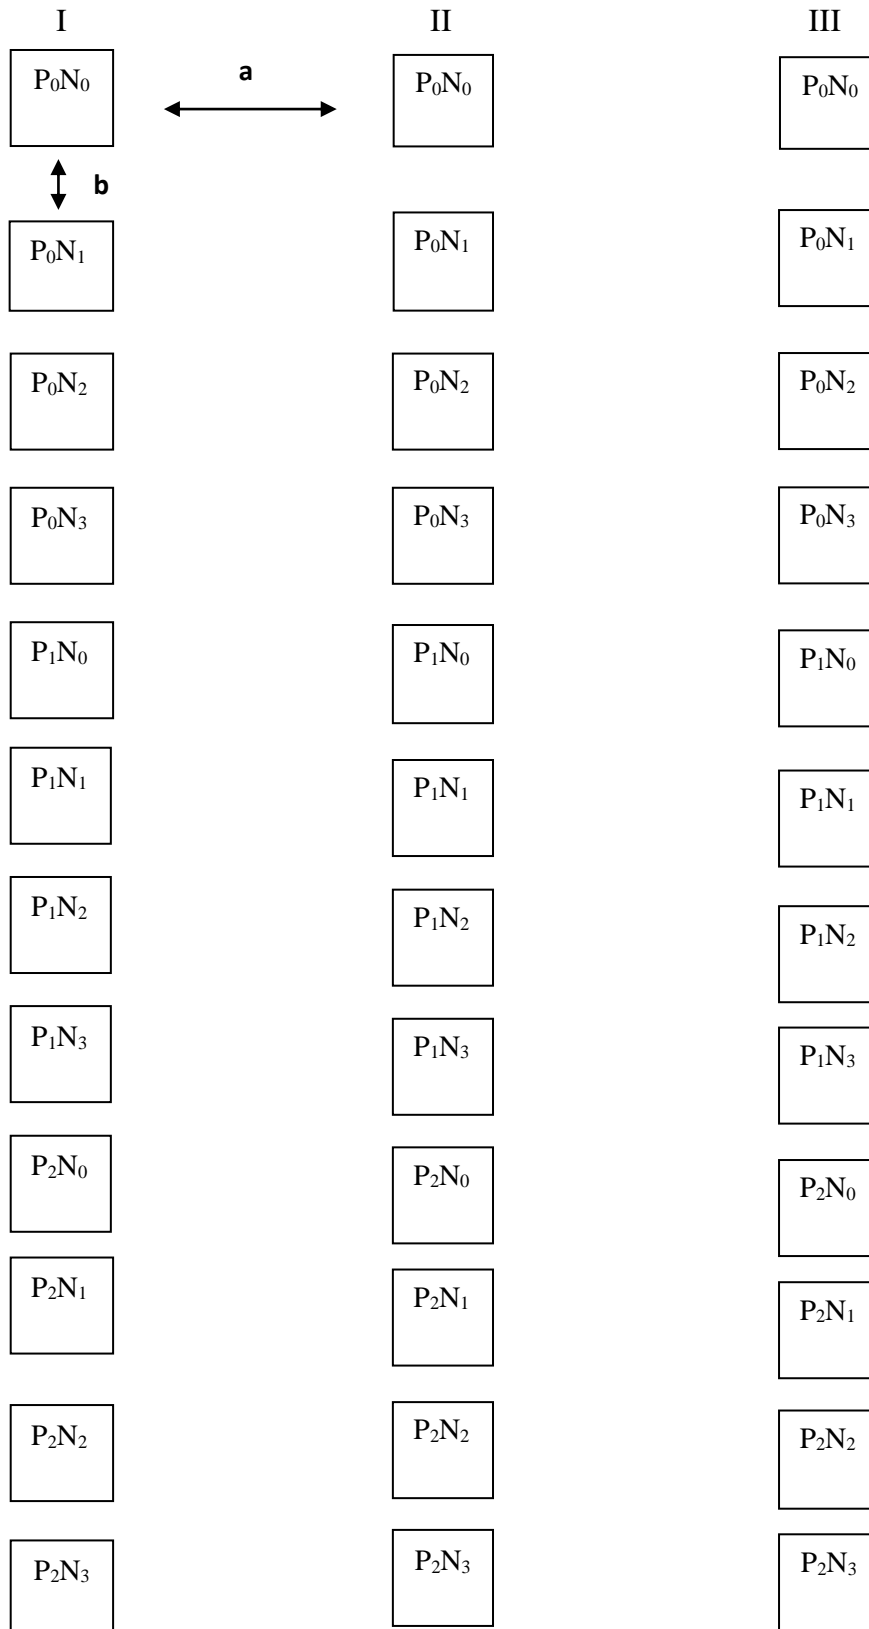 I II III
P₀N₀ a P₀N₀ P₀N₀
b
P₀N₁ P₀N₁ P₀N₁
P₀N₂ P₀N₂ P₀N₂
P₀N₃ P₀N₃ P₀N₃
P₁N₀ P₁N₀ P₁N₀
P₁N₁ P₁N₁ P₁N₁
P₁N₂ P₁N₂ P₁N₂
P₁N₃ P₁N₃ P₁N₃
P₂N₀ P₂N₀ P₂N₀
P₂N₁ P₂N₁ P₂N₁
P₂N₂ P₂N₂ P₂N₂
P₂N₃ P₂N₃ P₂N₃